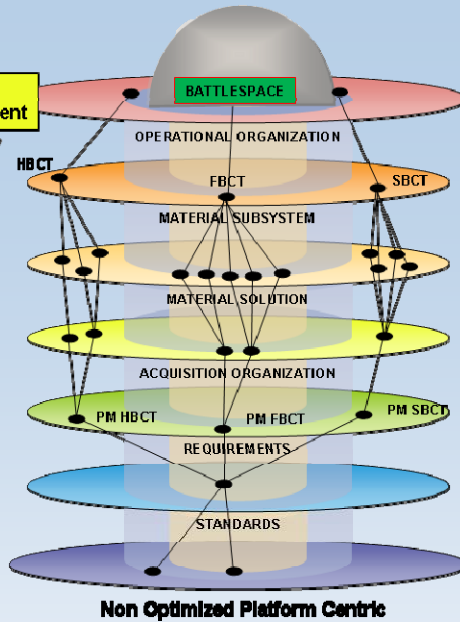 BATTLESPACE
ent
OPERATIONAL ORGANIZATION
HBCT
FBCT
SBCT
MATERIAL SUBSYSTEM
MATERIAL SOLUTION
ACQUISITION ORGANIZATION
PM HBCT
PM FBCT
PM SBCT
REQUIREMENTS
STANDARDS
Non Optimized Platform Centric